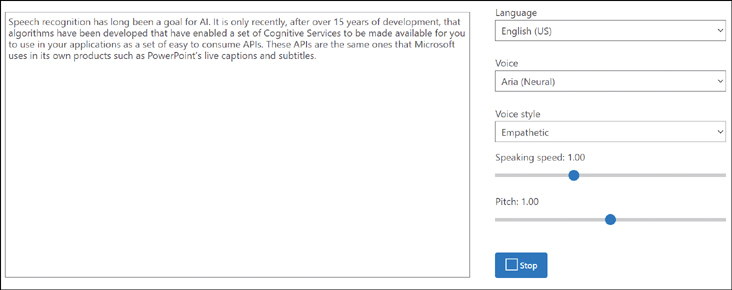 Speech recognition has long been a goal for AI. It is only recently, after over 15 years of development, that
algorithms have been developed that have enabled a set of Cognitive Services to be made available for you
to use in your applications as a set of easy to consume APIs. These APIs are the same ones that Microsoft
uses in its own products such as PowerPoint's live captions and subtitles.
Language
English (US)
Voice
Aria (Neural)
Voice style
Empathetic
Speaking speed: 1.00
Pitch: 1.00
Stop